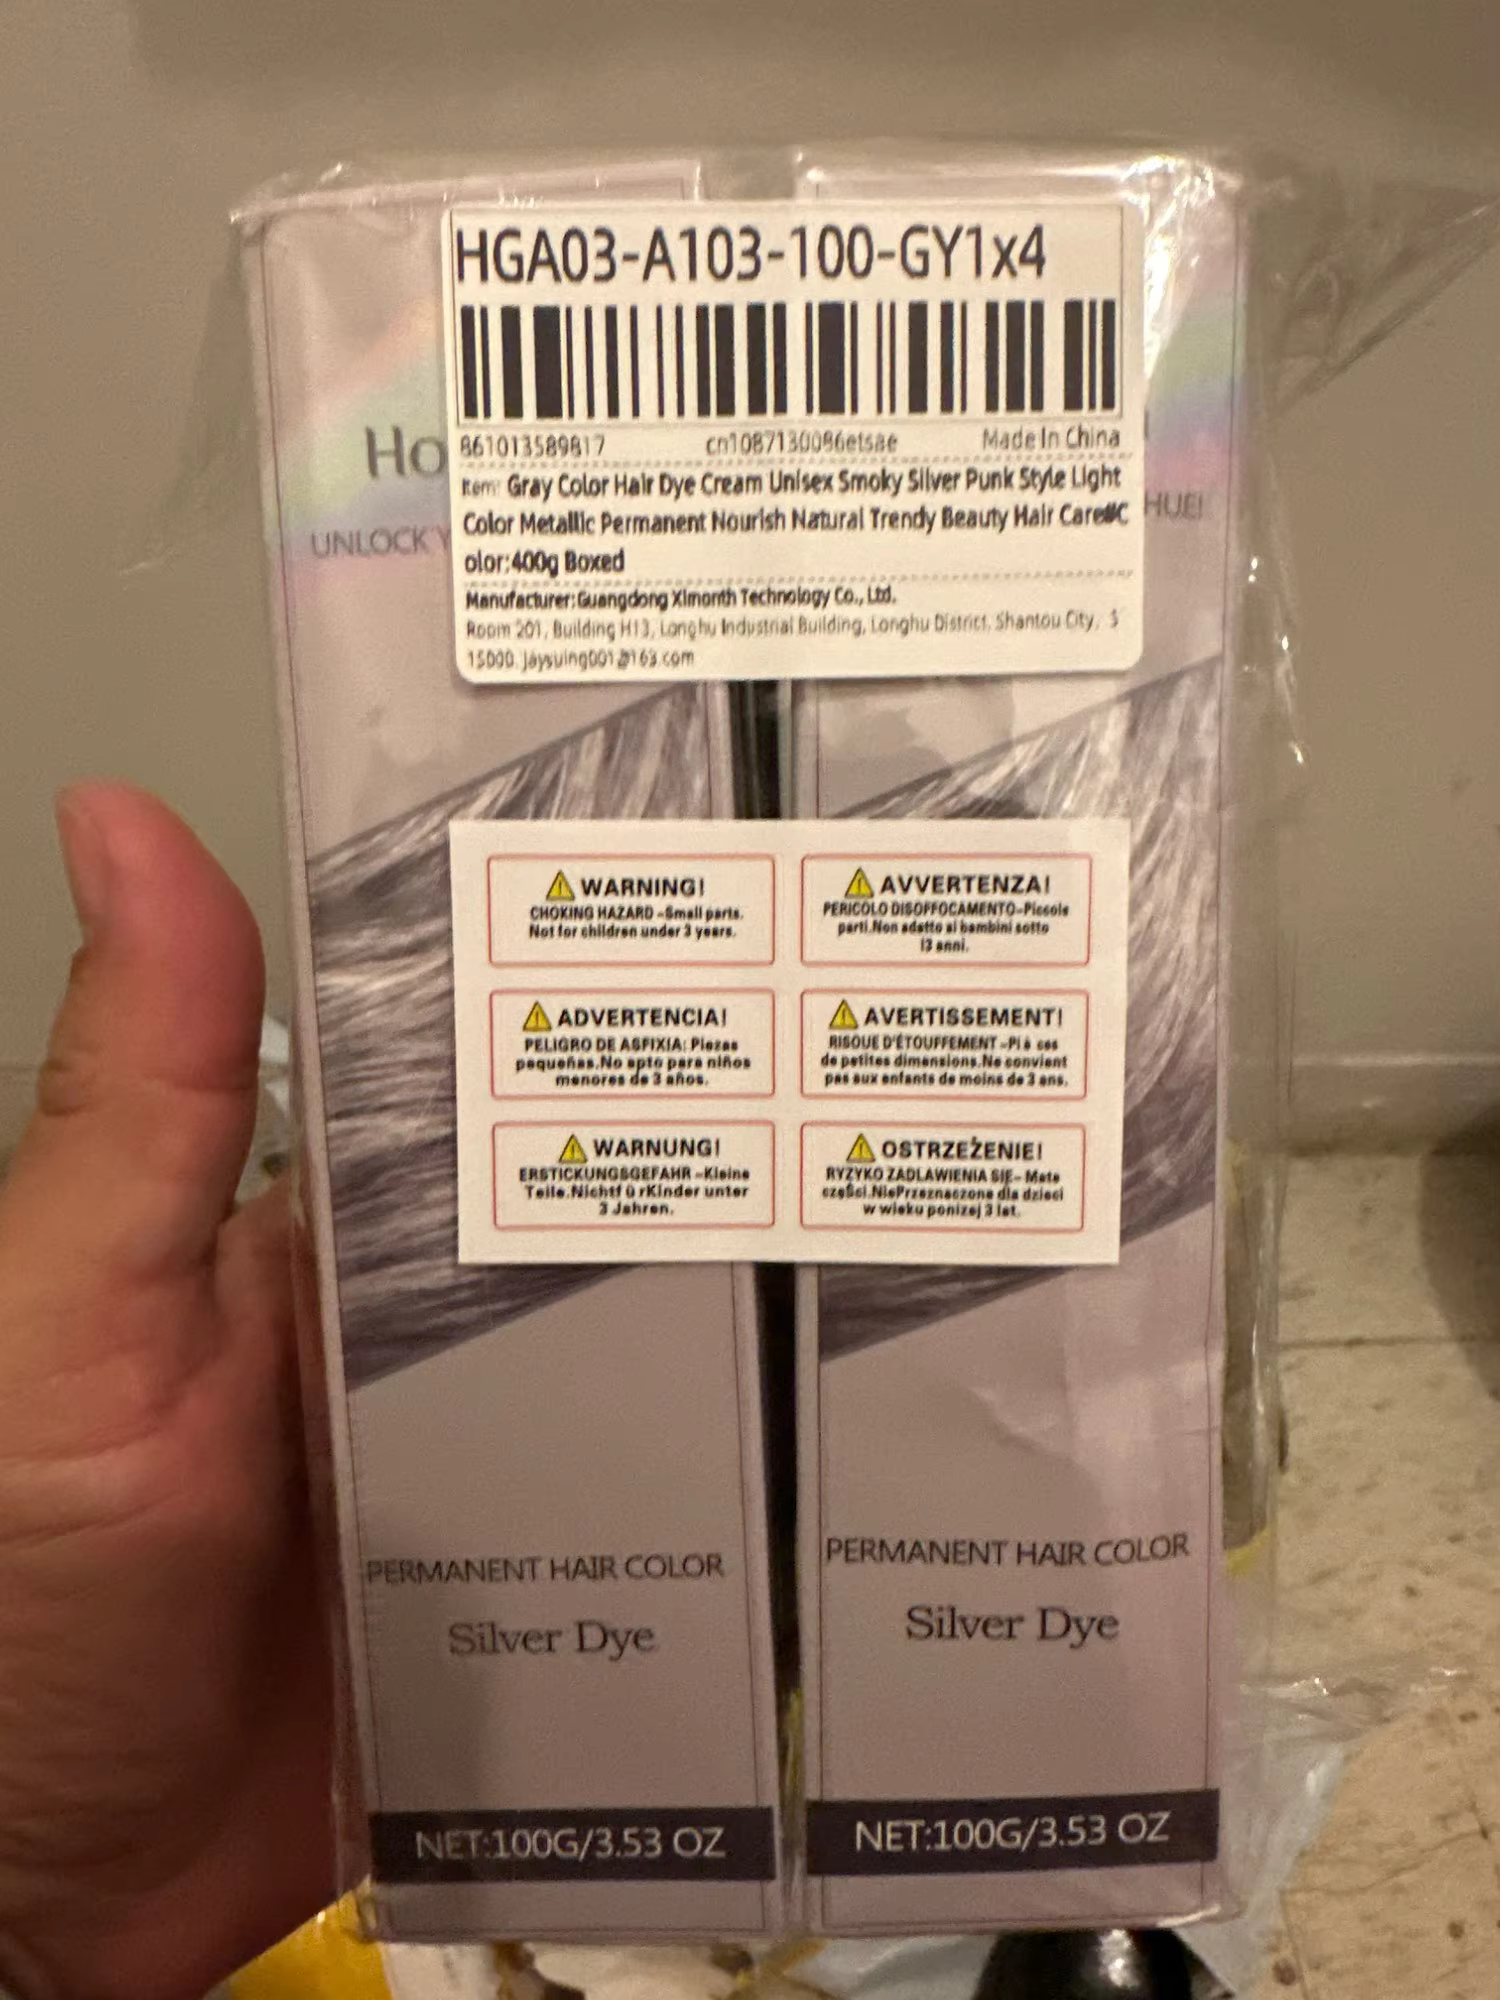 HGA03-A103-100-GY1x4
861013589817 cn1087130086etsae Made In China
Item: Gray Color Hair Dye Cream Unisex Smoky Silver Punk Style Light
Color Metallic Permanent Nourish Natural Trendy Beauty Hair Care#C
olor:400g Boxed
Manufacturer:Guangdong Ximonth Technology Co., Ltd.
Room 201, Building H13, Longhu Industrial Building, Longhu District, Shantou City, 5
15000. jaysuing001@163.com
Ho
UNLOCK Y
HUE!
WARNING!
CHOKING HAZARD -Small parts.
Not for children under 3 years.
AVVERTENZA!
PERICOLO DISOFFOCAMENTO-Piccole
parti.Non adatto ai bambini sotto
i3 anni.
ADVERTENCIA!
PELIGRO DE ASFIXIA: Piezas
pequeñas.No apto para niños
menores de 3 años.
AVERTISSEMENT!
RISQUE D'ÉTOUFFEMENT -Pi è ces
de petites dimensions.Ne convient
pas aux enfants de moins de 3 ans.
WARNUNG!
ERSTICKUNGSGEFAHR -Kleine
Teile.Nichtf ü rKinder unter
3 Jahren.
OSTRZEŻENIE!
RYZYKO ZADLAWIENIA SIĘ- Mate
części.NiePrzeznaczone dla dzieci
w wieku ponizej 3 lat.
PERMANENT HAIR COLOR
Silver Dye
NET:100G/3.53 OZ
PERMANENT HAIR COLOR
Silver Dye
NET:100G/3.53 OZ